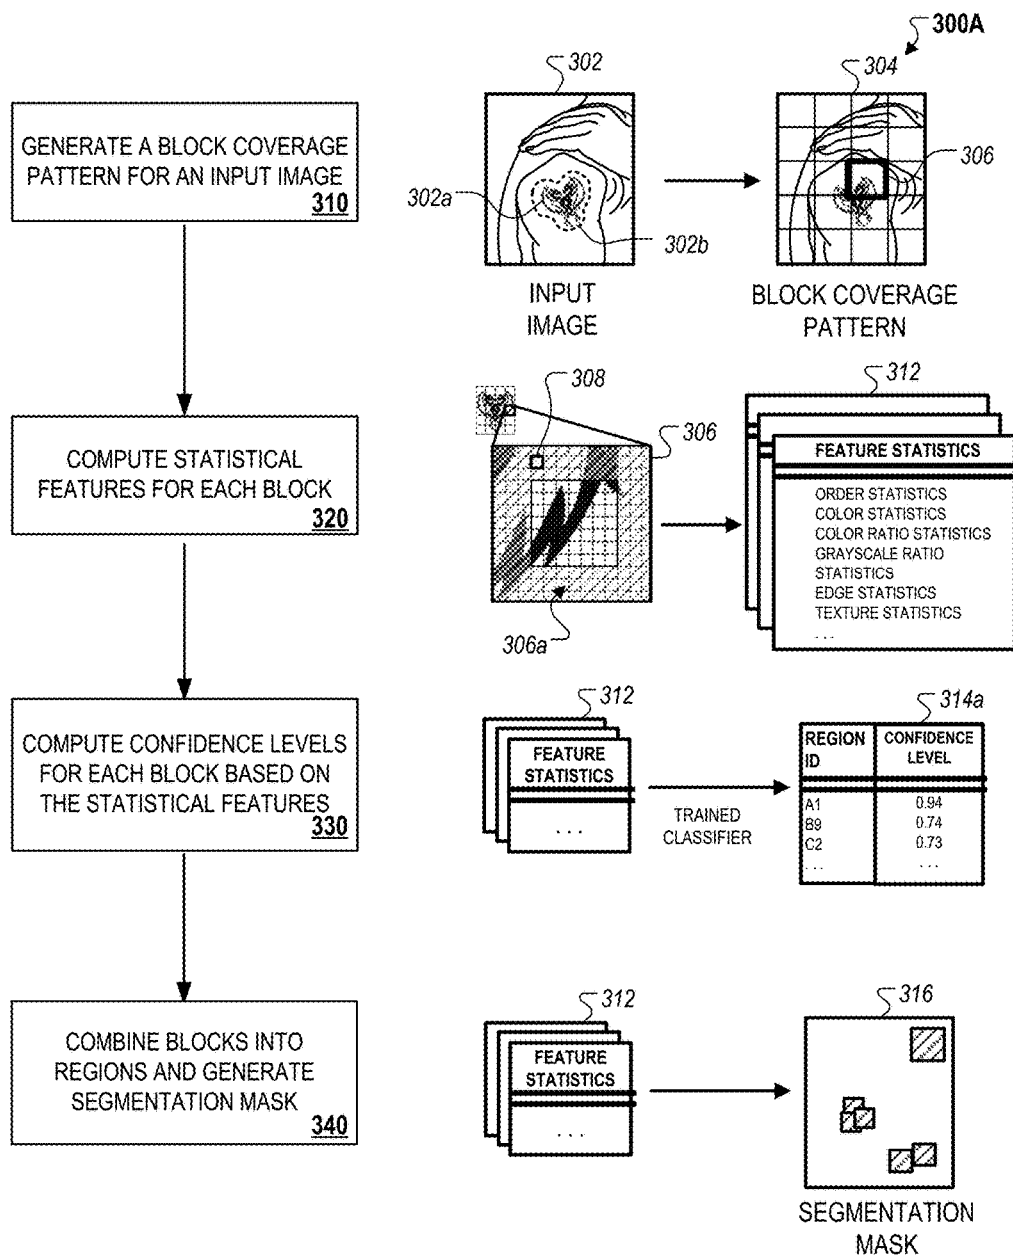 300A
302
304
GENERATE A BLOCK COVERAGE
PATTERN FOR AN INPUT IMAGE
310
302a
306
302b
INPUT
IMAGE
BLOCK COVERAGE
PATTERN
308
312
COMPUTE STATISTICAL
FEATURES FOR EACH BLOCK
320
306
306a
FEATURE STATISTICS
ORDER STATISTICS
COLOR STATISTICS
COLOR RATIO STATISTICS
GRAYSCALE RATIO
STATISTICS
EDGE STATISTICS
TEXTURE STATISTICS
. . .
COMPUTE CONFIDENCE LEVELS
FOR EACH BLOCK BASED ON
THE STATISTICAL FEATURES
330
312
FEATURE
STATISTICS
. . .
TRAINED
CLASSIFIER
314a
REGION ID CONFIDENCE LEVEL
A1 0.94
B9 0.74
C2 0.73
. . . . . .
COMBINE BLOCKS INTO
REGIONS AND GENERATE
SEGMENTATION MASK
340
312
FEATURE
STATISTICS
. . .
316
SEGMENTATION
MASK